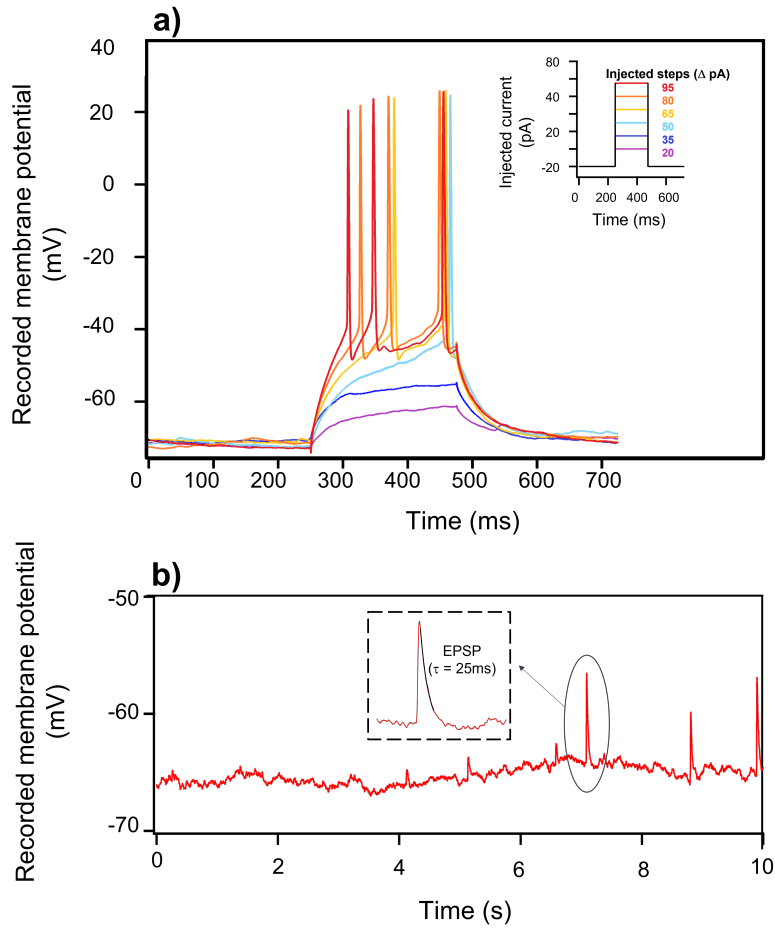 a)
Recorded membrane potential
(mV)
40
20
0
-20
-40
-60
0
100
200
300
400
500
600
700
Time (ms)
Injected current
(pA)
80
40
20
-20
Injected steps (Δ pA)
95
80
65
50
35
20
0
200
400
600
Time (ms)
b)
Recorded membrane potential
(mV)
-50
-60
-70
EPSP
(τ = 25ms)
0
2
4
6
8
10
Time (s)